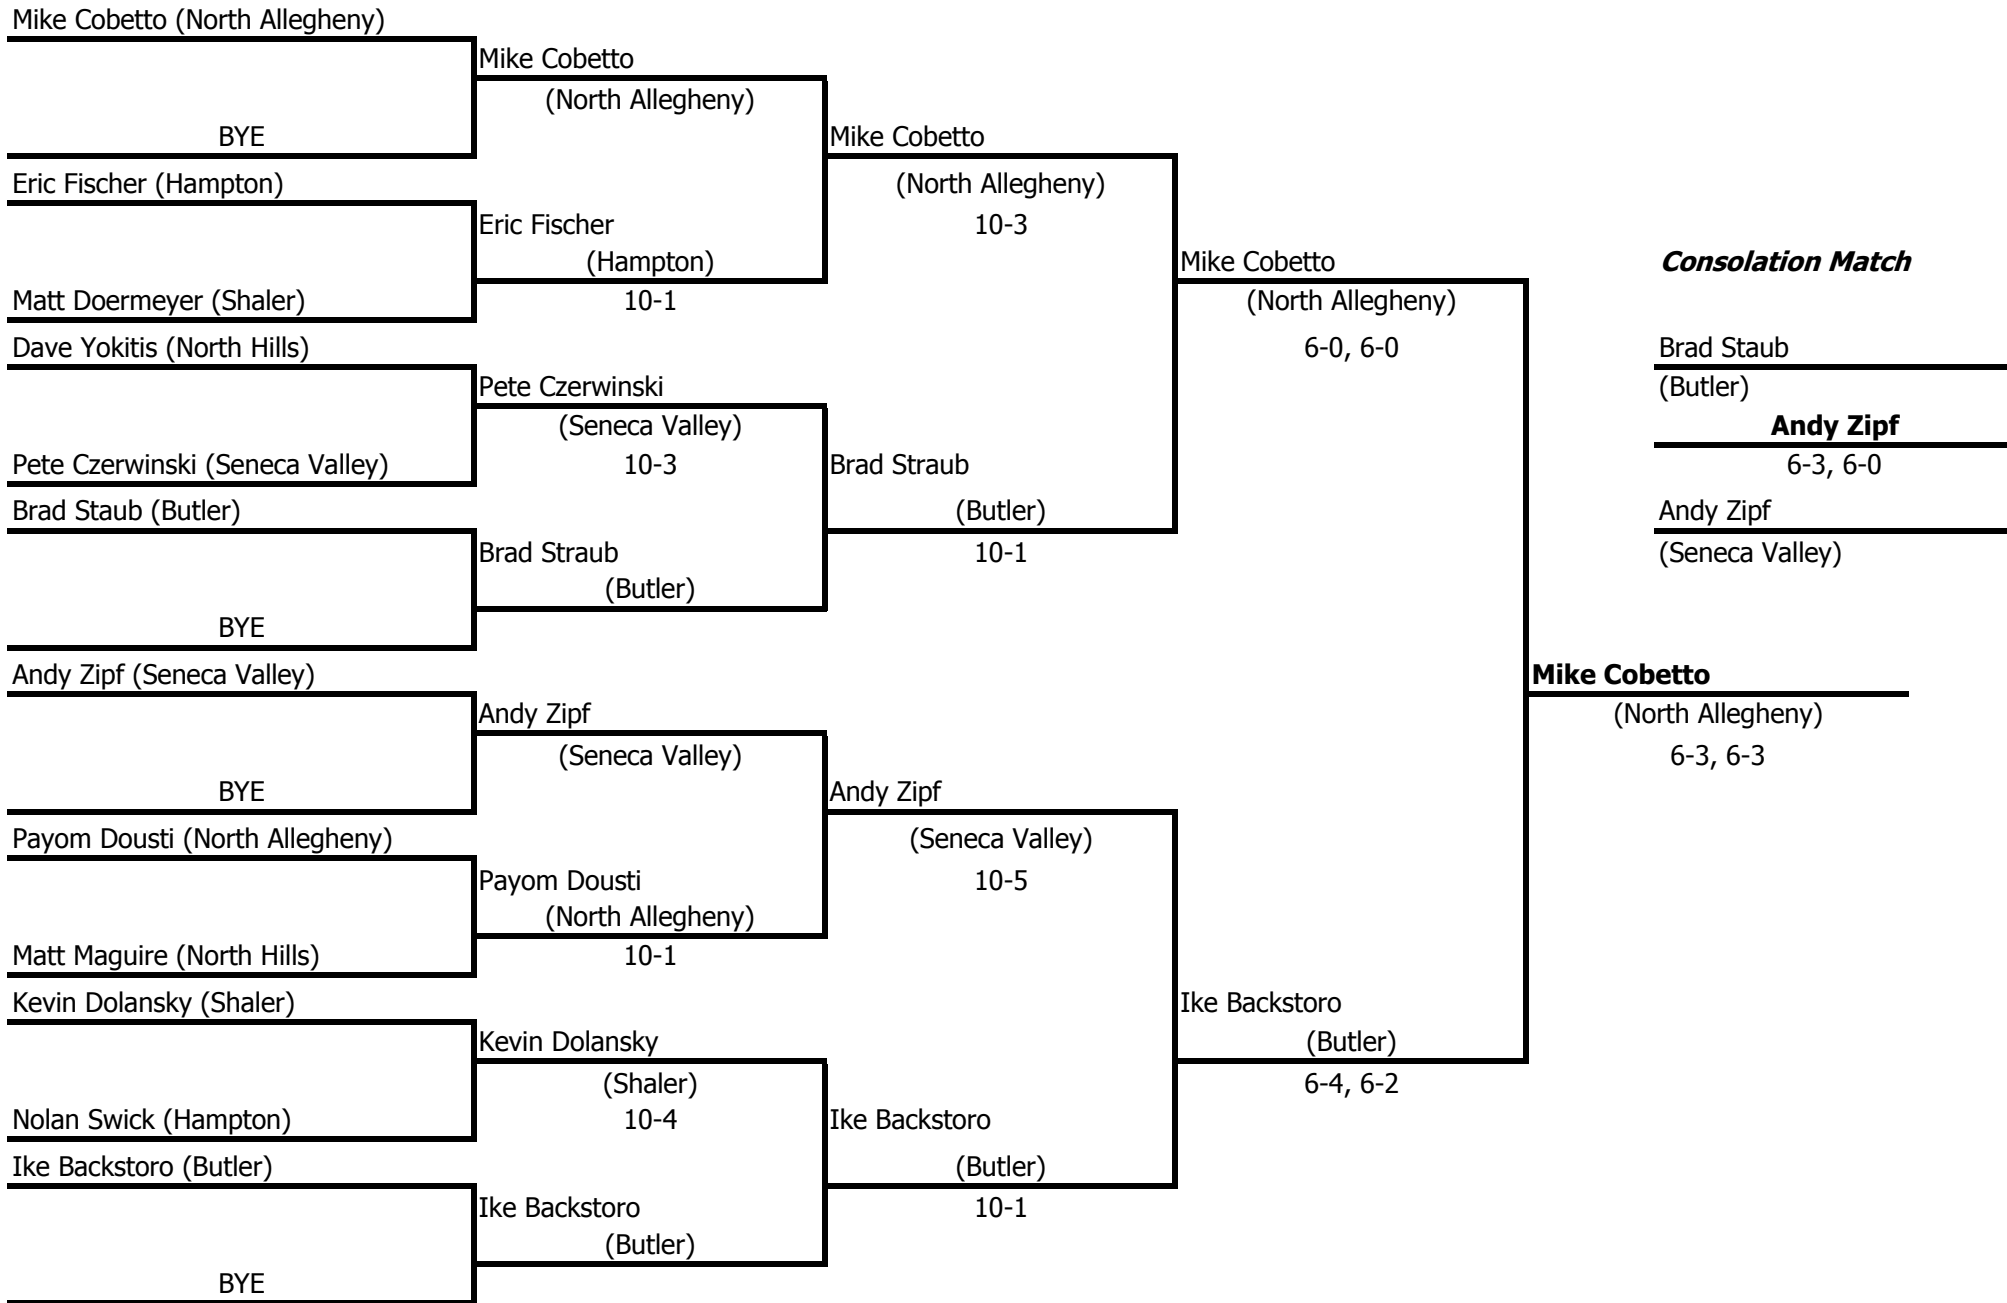 Mike Cobetto (North Allegheny)
BYE
Eric Fischer (Hampton)
Matt Doermeyer (Shaler)
Dave Yokitis (North Hills)
Pete Czerwinski (Seneca Valley)
Brad Staub (Butler)
BYE
Andy Zipf (Seneca Valley)
BYE
Payom Dousti (North Allegheny)
Matt Maguire (North Hills)
Kevin Dolansky (Shaler)
Nolan Swick (Hampton)
Ike Backstoro (Butler)
BYE
Mike Cobetto
(North Allegheny)
Eric Fischer
(Hampton)
10-1
Pete Czerwinski
(Seneca Valley)
10-3
Brad Straub
(Butler)
Andy Zipf
(Seneca Valley)
Payom Dousti
(North Allegheny)
10-1
Kevin Dolansky
(Shaler)
10-4
Ike Backstoro
(Butler)
Mike Cobetto
(North Allegheny)
10-3
Brad Straub
(Butler)
10-1
Andy Zipf
(Seneca Valley)
10-5
Ike Backstoro
(Butler)
10-1
Mike Cobetto
(North Allegheny)
6-0, 6-0
Ike Backstoro
(Butler)
6-4, 6-2
Mike Cobetto
(North Allegheny)
6-3, 6-3
Consolation Match
Brad Staub
(Butler)
Andy Zipf
6-3, 6-0
Andy Zipf
(Seneca Valley)